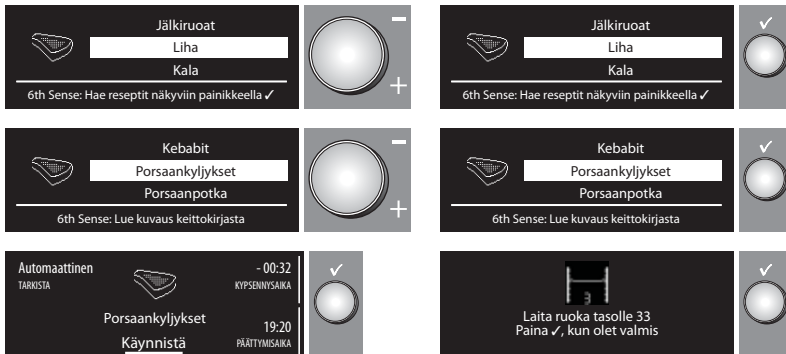 Jälkiruoat
Liha
Kala
6th Sense: Hae reseptit näkyviin painikkeella ✓
- +
Jälkiruoat
Liha
Kala
6th Sense: Hae reseptit näkyviin painikkeella ✓
✓
Kebabit
Porsaankyljykset
Porsaanpotka
6th Sense: Lue kuvaus keittokirjasta
- +
Kebabit
Porsaankyljykset
Porsaanpotka
6th Sense: Lue kuvaus keittokirjasta
✓
Automaattinen
TARKISTA
- 00:32
KYPSENNYSAIKA
Porsaankyljykset
Käynnistä
19:20
PÄÄTTYMISAIKA
✓
3
Laita ruoka tasolle 33
Paina ✓, kun olet valmis
✓